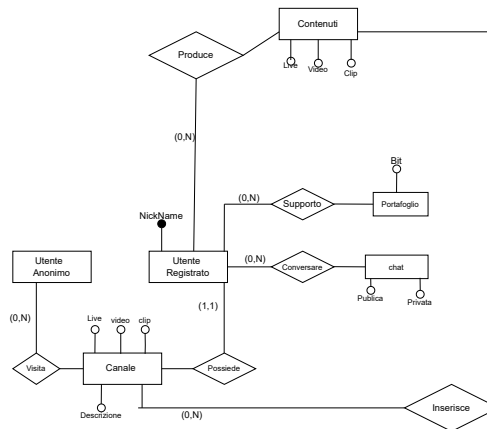 Contenuti
Produce
Live
Video
Clip
(0,N)
Bit
(0,N)
Supporto
Portafoglio
NickName
Utente
Anonimo
Utente
Registrato
(0,N)
Conversare
chat
Publica
Privata
(1,1)
(0,N)
Live
video
clip
Visita
Canale
Possiede
Descrizione
(0,N)
Inserisce